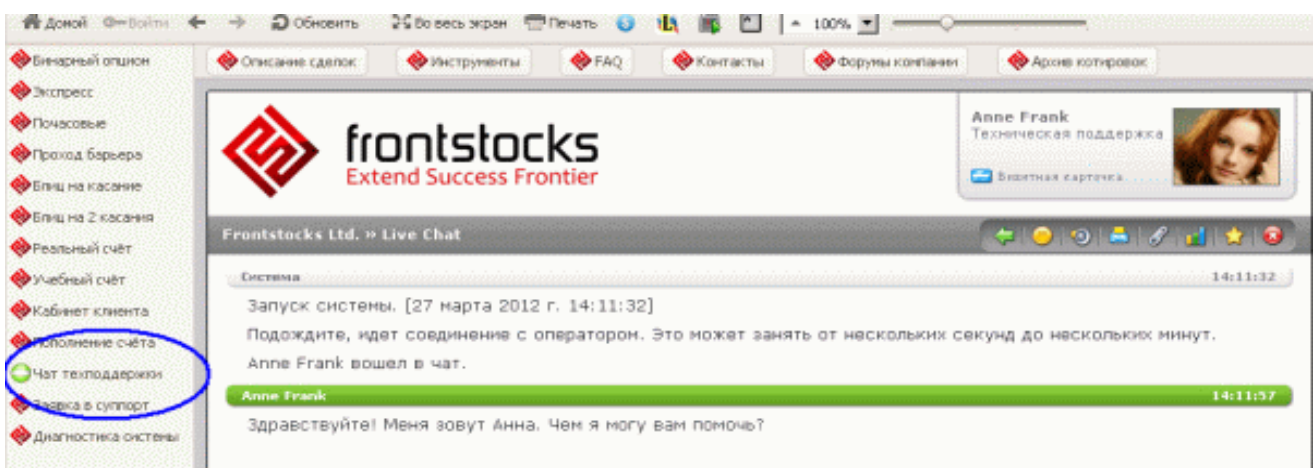 Домой Войти Обновить Во весь экран Печать 100%
Бинарный опцион
Экспресс
Почасовые
Проход барьера
Блиц на касание
Блиц на 2 касания
Реальный счёт
Учебный счёт
Кабинет клиента
Пополнение счёта
Чат техподдержки
Заявка в суппорт
Диагностика системы
Описание сделок Инструменты FAQ Контакты Форумы компании Архив котировок
frontstocks
Extend Success Frontier
Anne Frank
Техническая поддержка
Визитная карточка
Frontstocks Ltd. » Live Chat
Система 14:11:32
Запуск системы. [27 марта 2012 г. 14:11:32]
Подождите, идет соединение с оператором. Это может занять от нескольких секунд до нескольких минут.
Anne Frank вошел в чат.
Anne Frank 14:11:57
Здравствуйте! Меня зовут Анна. Чем я могу вам помочь?